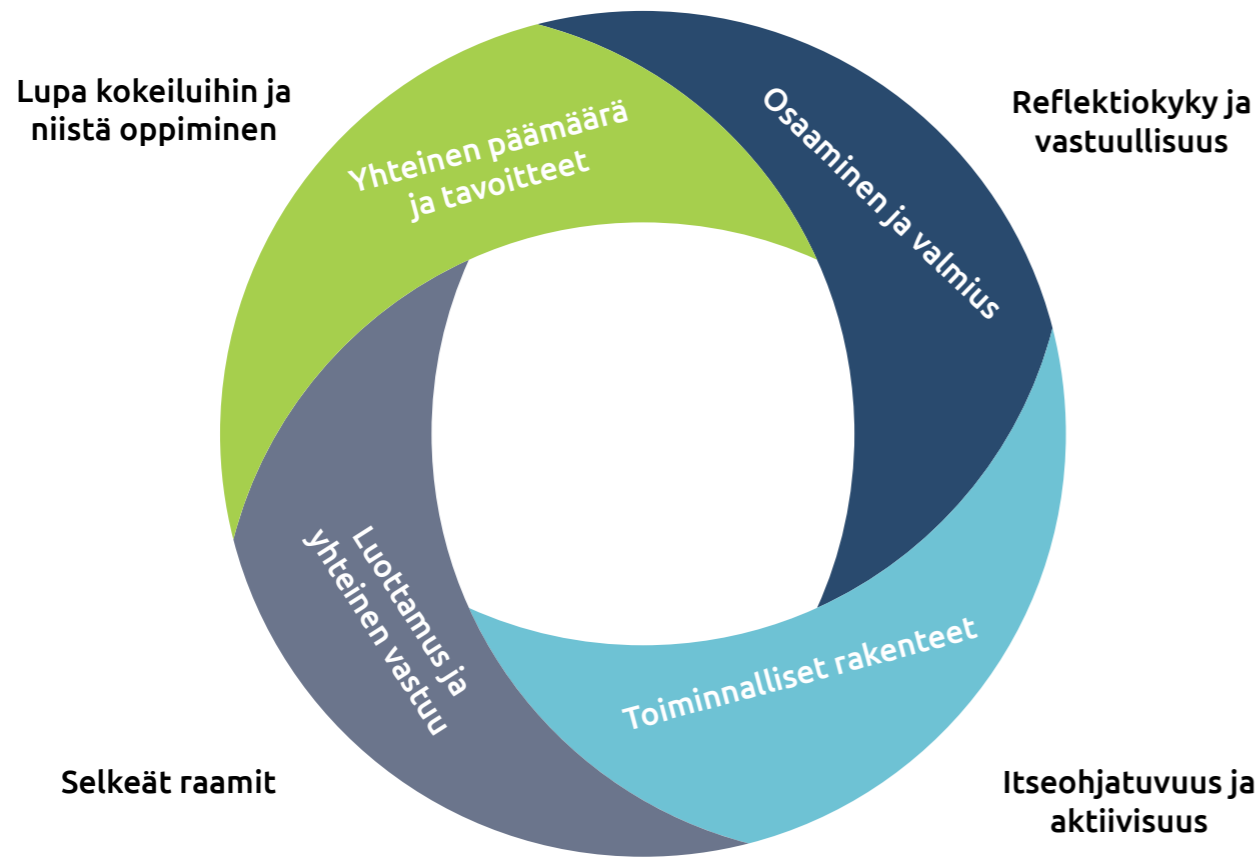 Lupa kokeiluihin ja
niistä oppiminen
Yhteinen päämäärä
ja tavoitteet
Osaaminen ja valmius
Reflektiokyky ja
vastuullisuus
Luottamus ja
yhteinen vastuu
Toiminnalliset rakenteet
Selkeät raamit
Itseohjatuvuus ja
aktiivisuus